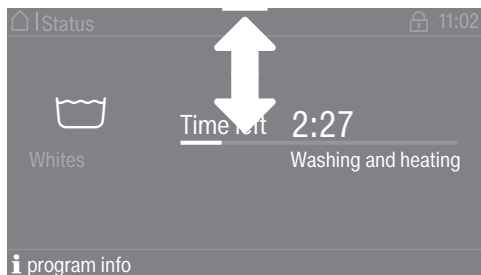 Status 11:02
Time left 2:27
Whites Washing and heating
i program info